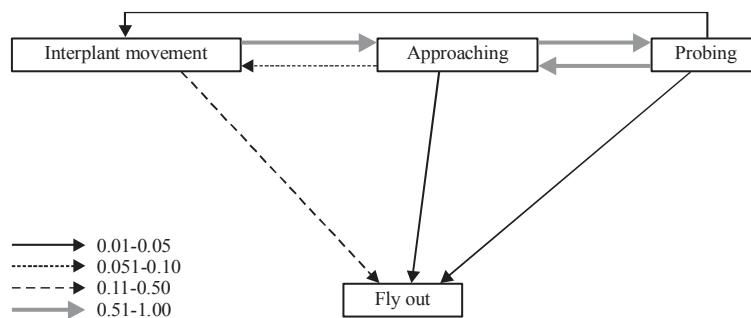 Interplant movement
Approaching
Probing
0.01-0.05
0.051-0.10
0.11-0.50
0.51-1.00
Fly out